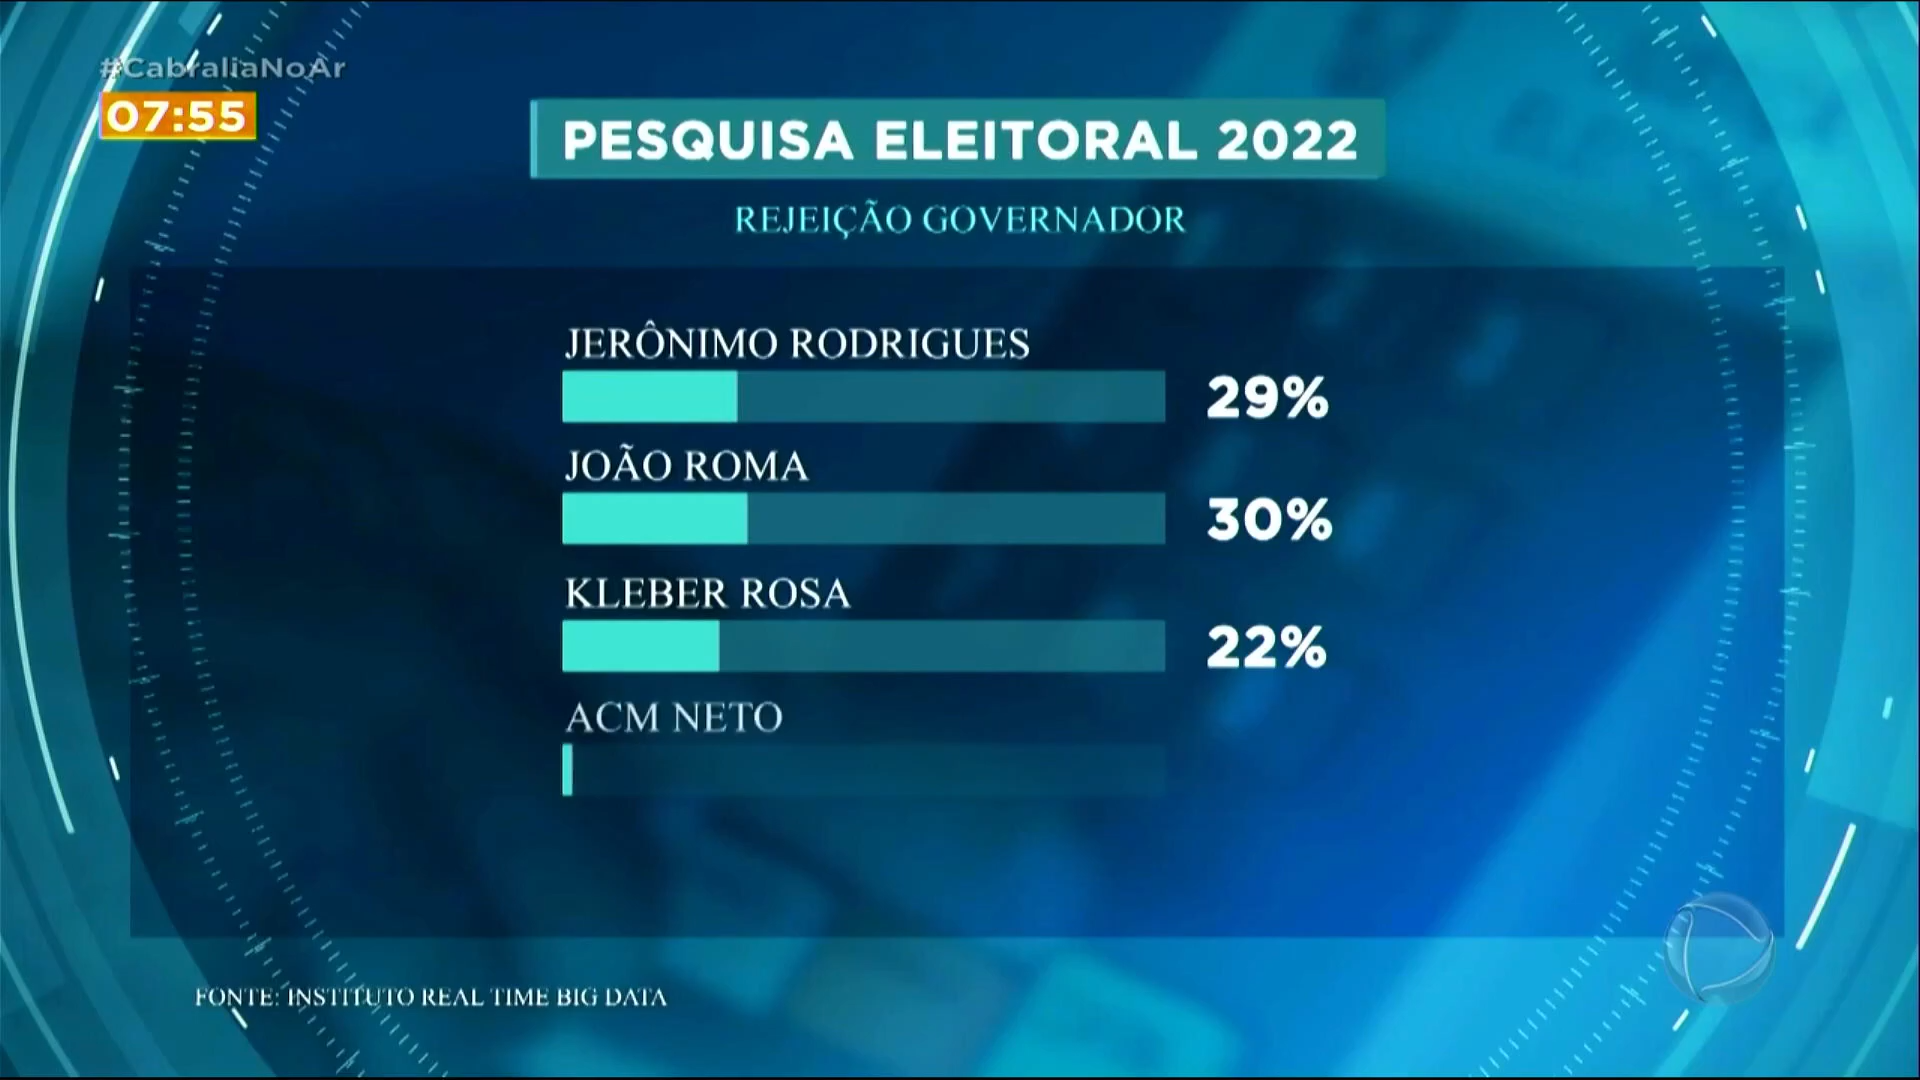 #CabraliaNoAr
07:55
PESQUISA ELEITORAL 2022
REJEIÇÃO GOVERNADOR
JERÔNIMO RODRIGUES
29%
JOÃO ROMA
30%
KLEBER ROSA
22%
ACM NETO
FONTE: INSTITUTO REAL TIME BIG DATA